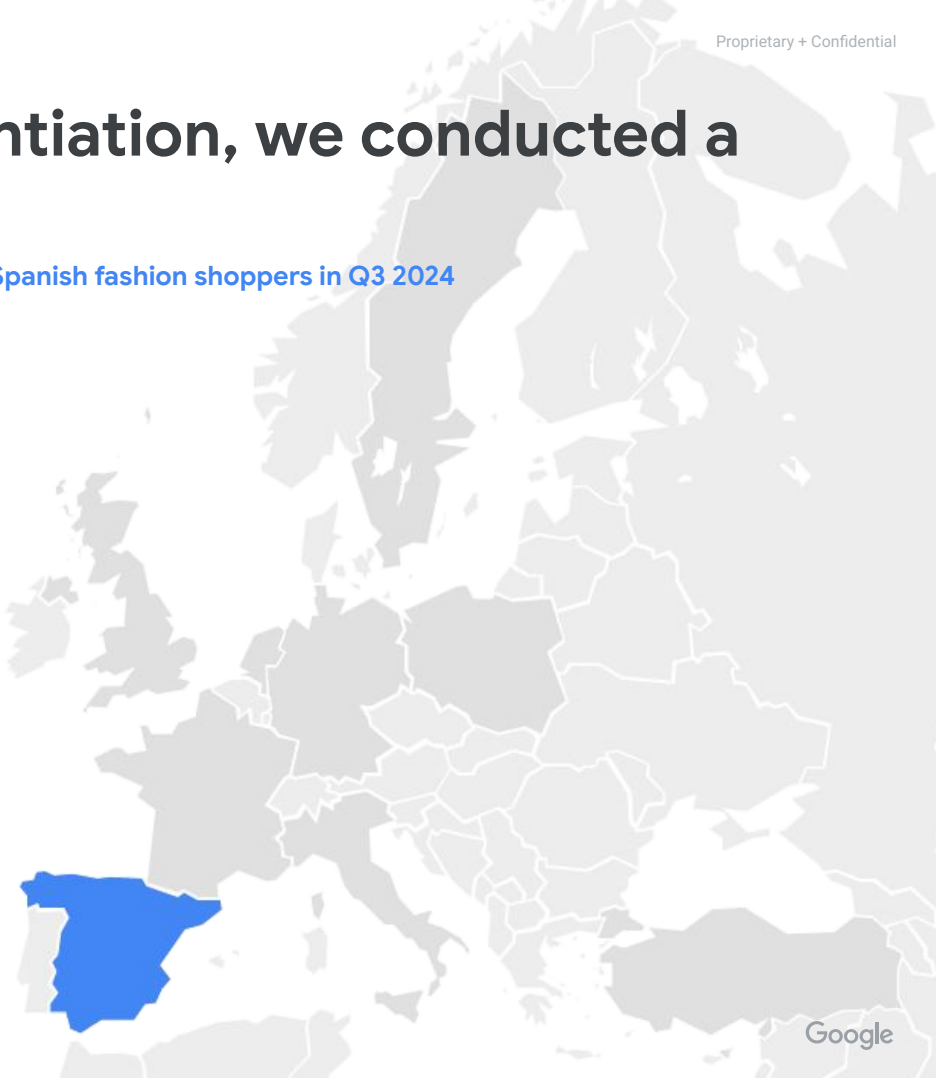 Proprietary + Confidential
ntiation, we conducted a
Spanish fashion shoppers in Q3 2024
Google